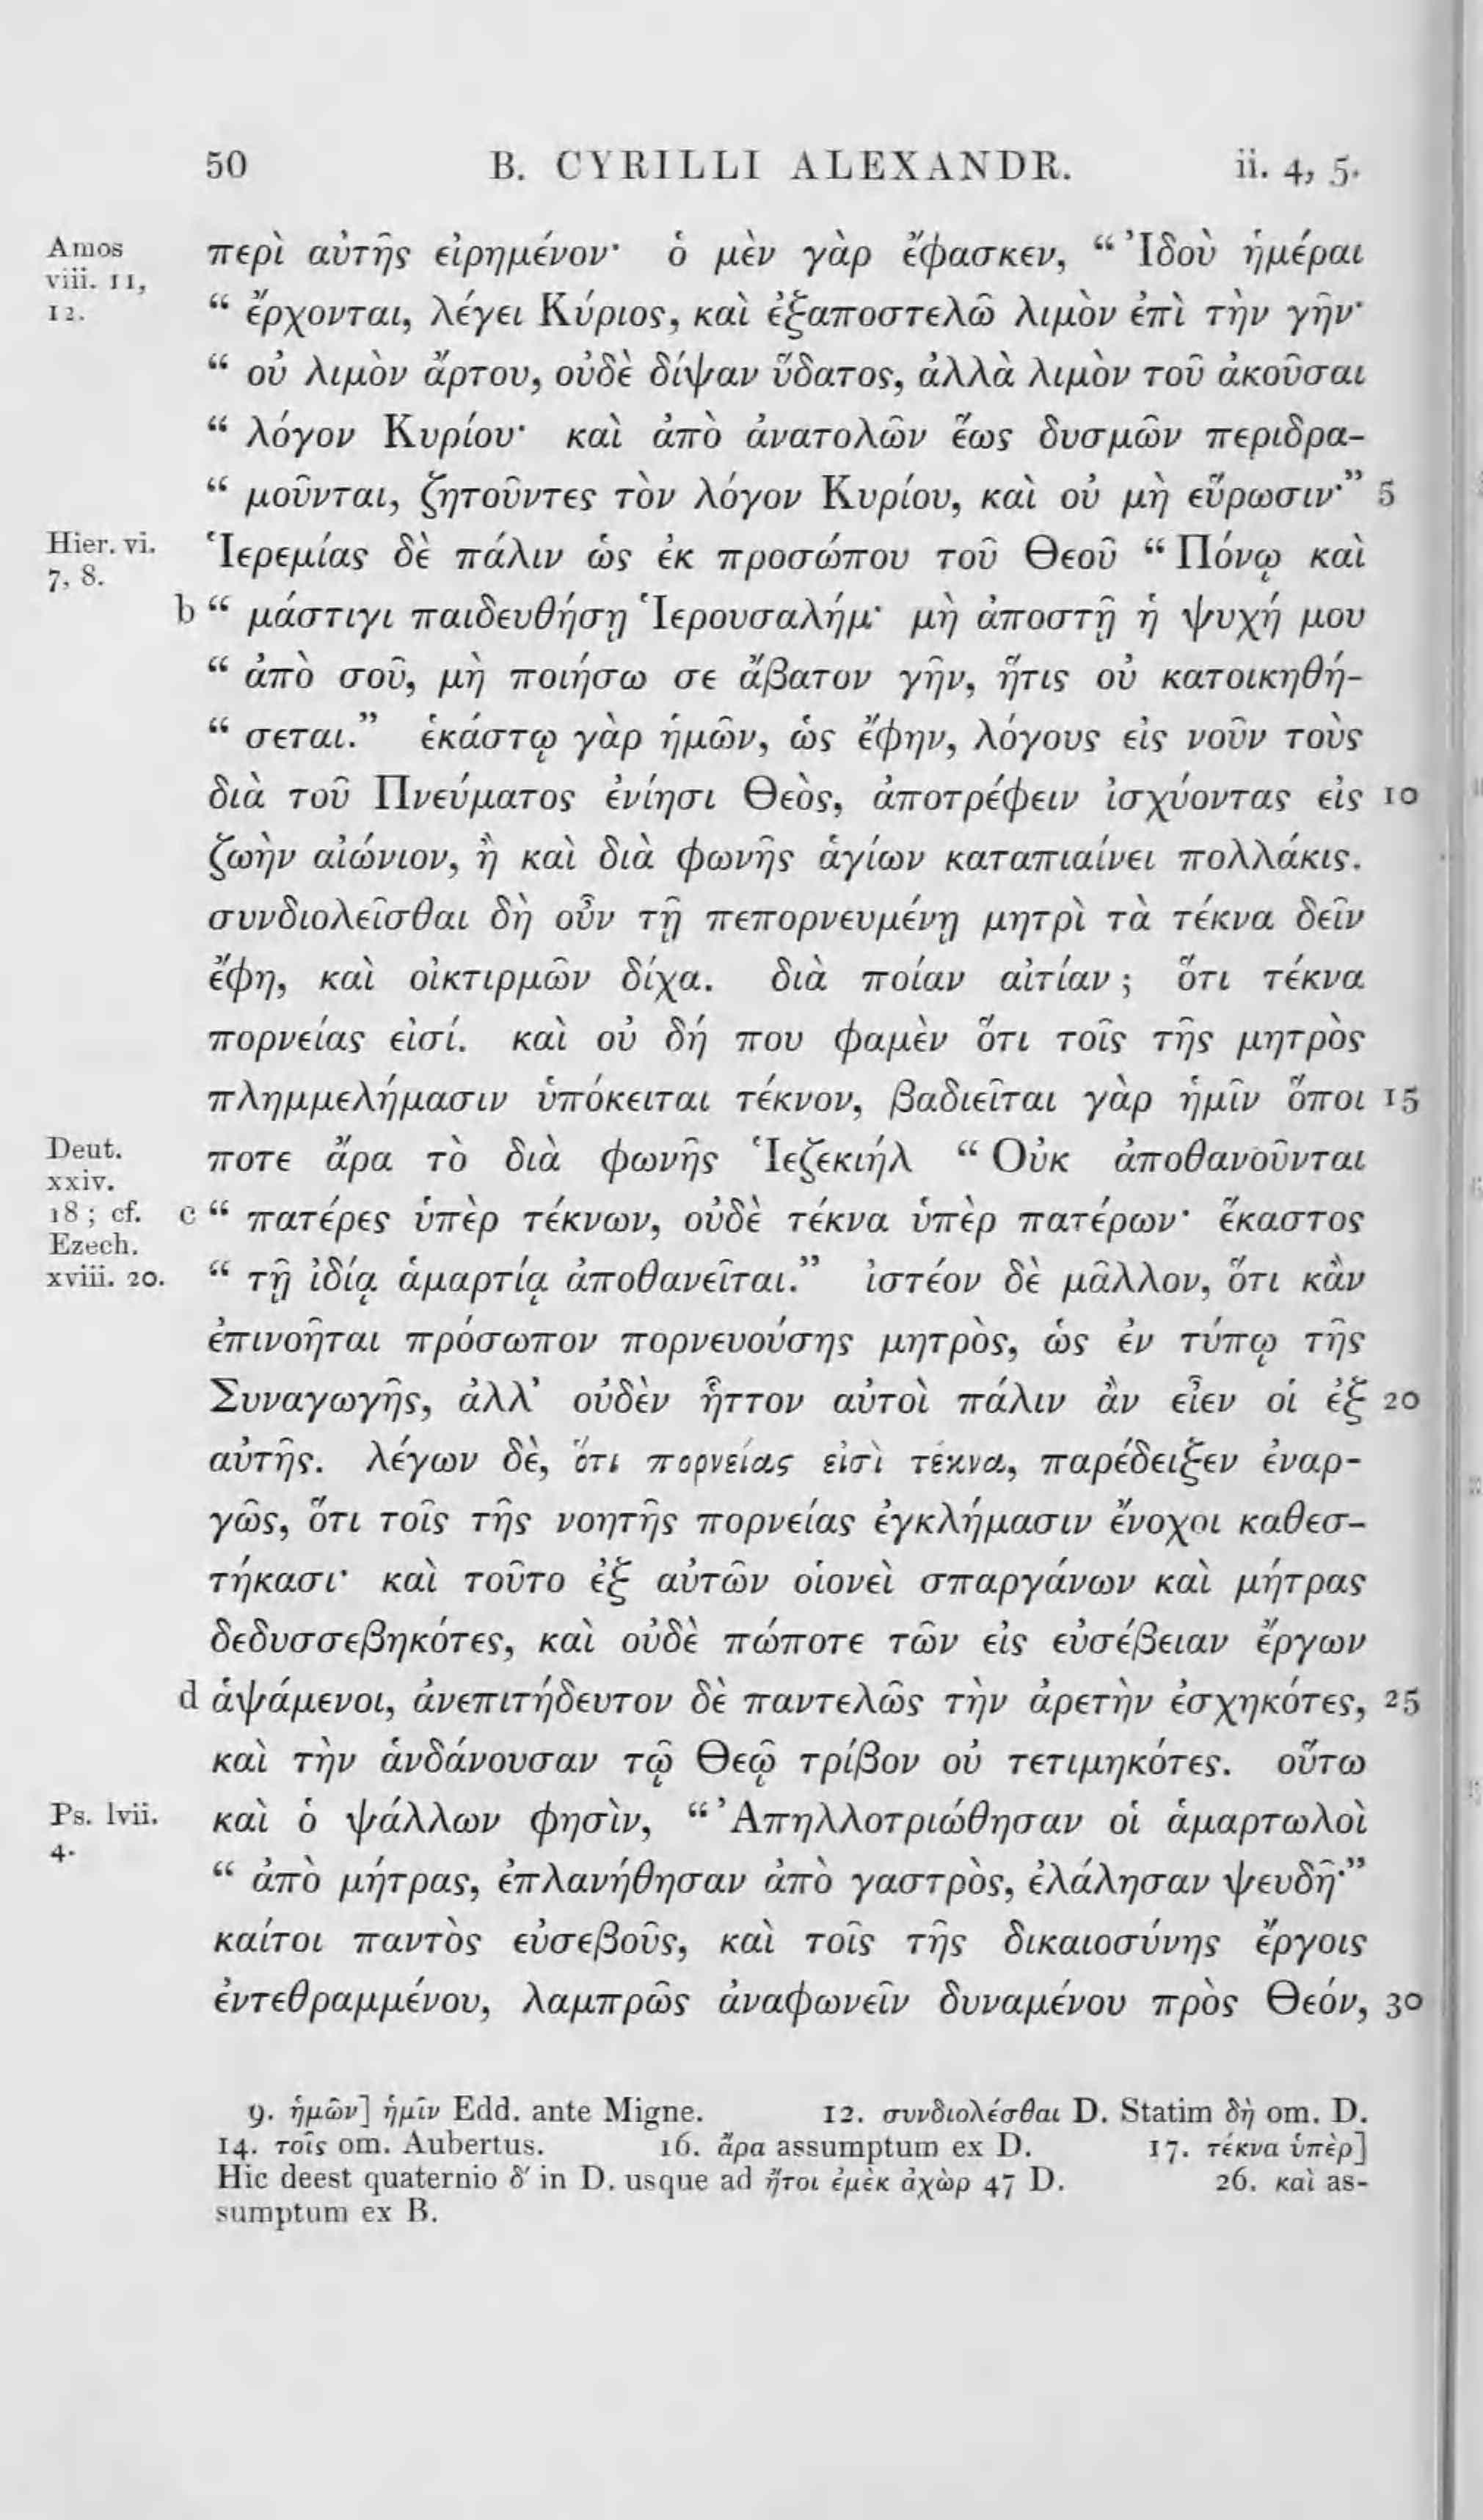 50 B. CYRILLI ALEXANDR. ii. 4, 5.
Amos περὶ αὐτῆς εἰρημένον· ὁ μὲν γὰρ ἔφασκεν, “ Ἰδοὺ ἡμέραι
viii. 11,
12. “ ἔρχονται, λέγει Κύριος, καὶ ἐξαποστελῶ λιμὸν ἐπὶ τὴν γῆν·
“ οὐ λιμὸν ἄρτου, οὐδὲ δίψαν ὕδατος, ἀλλὰ λιμὸν τοῦ ἀκοῦσαι
“ λόγον Κυρίου· καὶ ἀπὸ ἀνατολῶν ἕως δυσμῶν περιδρα-
“ μοῦνται, ζητοῦντες τὸν λόγον Κυρίου, καὶ οὐ μὴ εὕρωσιν·” 5
Hier. vi. Ἱερεμίας δὲ πάλιν ὡς ἐκ προσώπου τοῦ Θεοῦ “ Πόνῳ καὶ
7, 8.
b “ μάστιγι παιδευθήσῃ Ἱερουσαλήμ· μὴ ἀποστῇ ἡ ψυχή μου
“ ἀπὸ σοῦ, μὴ ποιήσω σε ἄβατον γῆν, ἥτις οὐ κατοικηθή-
“ σεται.” ἑκάστῳ γὰρ ἡμῶν, ὡς ἔφην, λόγους εἰς νοῦν τοὺς
διὰ τοῦ Πνεύματος ἐνίησι Θεὸς, ἀποτρέφειν ἰσχύοντας εἰς 10
ζωὴν αἰώνιον, ἢ καὶ διὰ φωνῆς ἁγίων καταπιαίνει πολλάκις.
συνδιολεῖσθαι δὴ οὖν τῇ πεπορνευμένῃ μητρὶ τὰ τέκνα δεῖν
ἔφη, καὶ οἰκτιρμῶν δίχα. διὰ ποίαν αἰτίαν ; ὅτι τέκνα
πορνείας εἰσί. καὶ οὐ δή που φαμὲν ὅτι τοῖς τῆς μητρὸς
πλημμελήμασιν ὑπόκειται τέκνον, βαδιεῖται γὰρ ἡμῖν ὅποι 15
Deut. ποτε ἄρα τὸ διὰ φωνῆς Ἱεζεκιήλ “ Οὐκ ἀποθανοῦνται
xxiv.
18 ; cf. c “ πατέρες ὑπὲρ τέκνων, οὐδὲ τέκνα ὑπὲρ πατέρων· ἕκαστος
Ezech.
xviii. 20. “ τῇ ἰδίᾳ ἁμαρτίᾳ ἀποθανεῖται.” ἰστέον δὲ μᾶλλον, ὅτι κἂν
ἐπινοῆται πρόσωπον πορνευούσης μητρὸς, ὡς ἐν τύπῳ τῆς
Συναγωγῆς, ἀλλ’ οὐδὲν ἧττον αὐτοὶ πάλιν ἂν εἶεν οἱ ἐξ 20
αὐτῆς. λέγων δὲ, ὅτι πορνείας εἰσὶ τέκνα, παρέδειξεν ἐναρ-
γῶς, ὅτι τοῖς τῆς νοητῆς πορνείας ἐγκλήμασιν ἔνοχοι καθεσ-
τήκασι· καὶ τοῦτο ἐξ αὐτῶν οἱονεὶ σπαργάνων καὶ μήτρας
δεδυσσεβηκότες, καὶ οὐδὲ πώποτε τῶν εἰς εὐσέβειαν ἔργων
d ἁψάμενοι, ἀνεπιτήδευτον δὲ παντελῶς τὴν ἀρετὴν ἐσχηκότες, 25
καὶ τὴν ἁνδάνουσαν τῷ Θεῷ τρίβον οὐ τετιμηκότες. οὕτω
Ps. lvii. καὶ ὁ ψάλλων φησὶν, “ Ἀπηλλοτριώθησαν οἱ ἁμαρτωλοὶ
4.
“ ἀπὸ μήτρας, ἐπλανήθησαν ἀπὸ γαστρὸς, ἐλάλησαν ψευδῆ·”
καίτοι παντὸς εὐσεβοῦς, καὶ τοῖς τῆς δικαιοσύνης ἔργοις
ἐντεθραμμένου, λαμπρῶς ἀναφωνεῖν δυναμένου πρὸς Θεόν, 30
9. ἡμῶν] ἡμῖν Edd. ante Migne. 12. συνδιολέσθαι D. Statim δὴ om. D.
14. τοῖς om. Aubertus. 16. ἄρα assumptum ex D. 17. τέκνα ὑπὲρ]
Hic deest quaternio δ′ in D. usque ad ἤτοι ἐμὲκ ἀχὼρ 47 D. 26. καὶ as-
sumptum ex B.